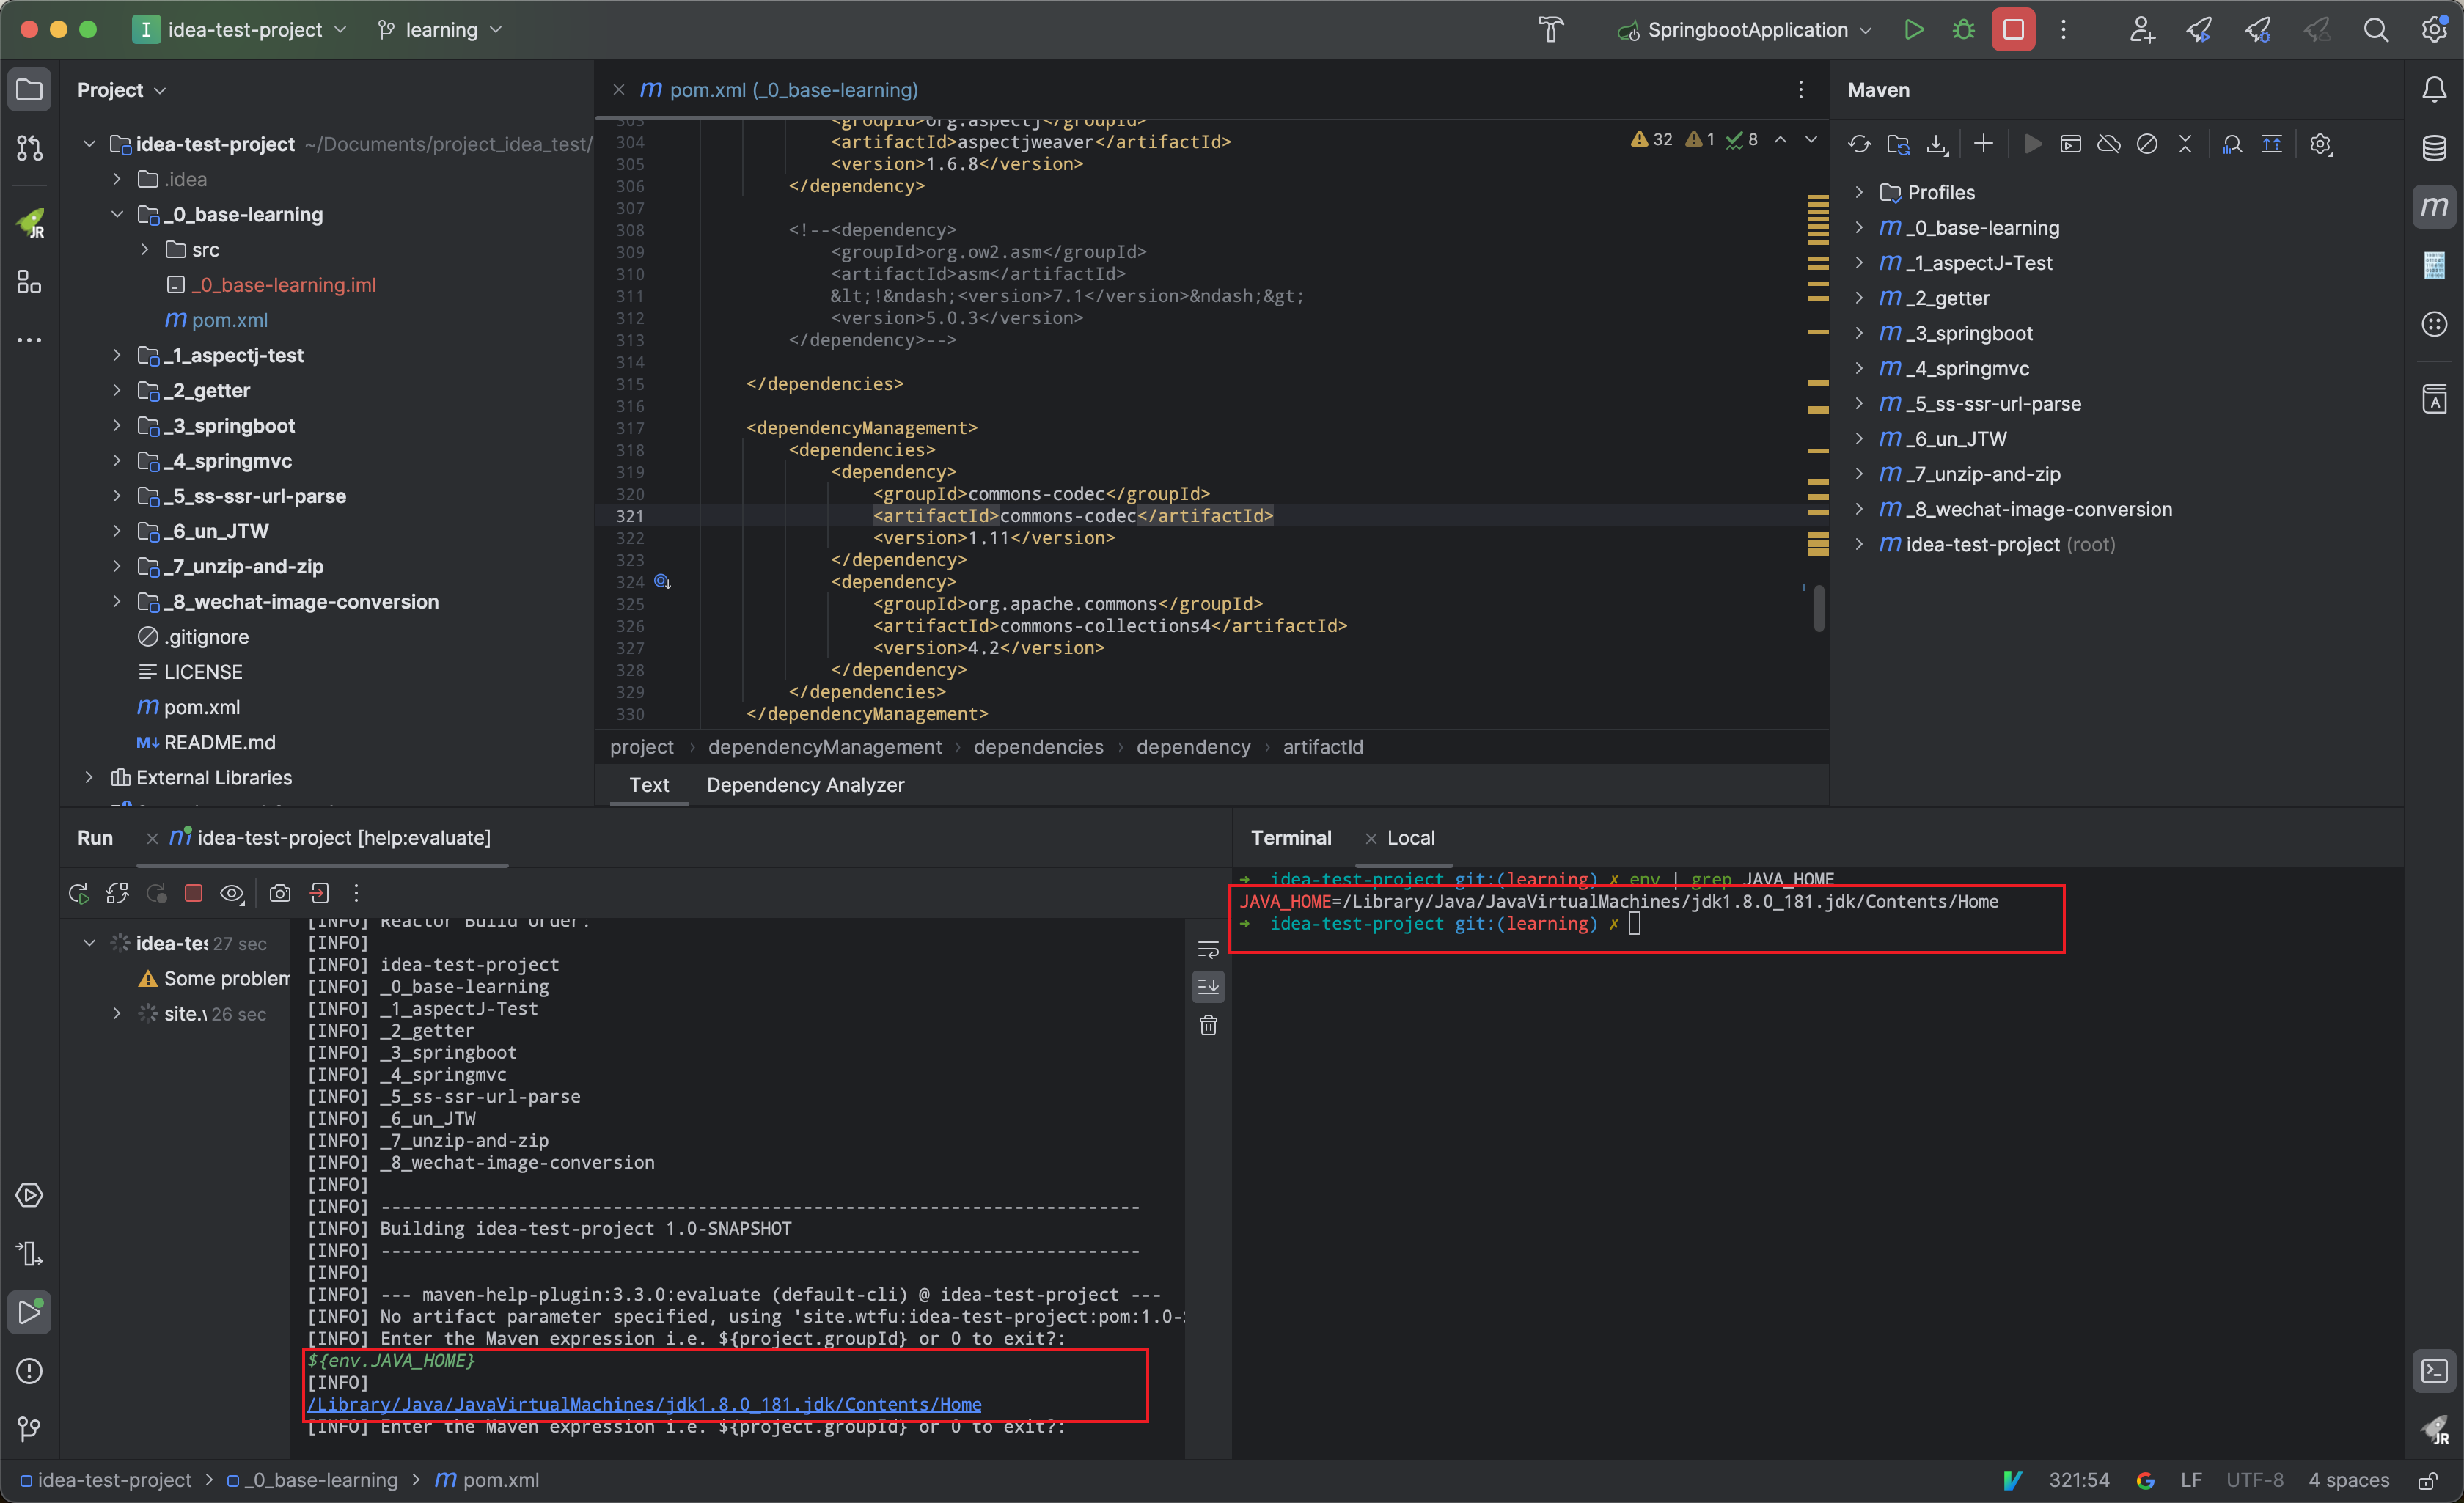 I idea-test-project learning SpringbootApplication
Project
idea-test-project ~/Documents/project_idea_test/
.idea
_0_base-learning
src
_0_base-learning.iml
m pom.xml
_1_aspectj-test
_2_getter
_3_springboot
_4_springmvc
_5_ss-ssr-url-parse
_6_un_JTW
_7_unzip-and-zip
_8_wechat-image-conversion
.gitignore
LICENSE
m pom.xml
M↓ README.md
External Libraries
m pom.xml (_0_base-learning)
32 1 8
303 <groupId>org.aspectj</groupId>
304 <artifactId>aspectjweaver</artifactId>
305 <version>1.6.8</version>
306 </dependency>
307
308 <!--<dependency>
309 <groupId>org.ow2.asm</groupId>
310 <artifactId>asm</artifactId>
311 &lt;!&ndash;<version>7.1</version>&ndash;&gt;
312 <version>5.0.3</version>
313 </dependency>-->
314
315 </dependencies>
316
317 <dependencyManagement>
318 <dependencies>
319 <dependency>
320 <groupId>commons-codec</groupId>
321 <artifactId>commons-codec</artifactId>
322 <version>1.11</version>
323 </dependency>
324 <dependency>
325 <groupId>org.apache.commons</groupId>
326 <artifactId>commons-collections4</artifactId>
327 <version>4.2</version>
328 </dependency>
329 </dependencies>
330 </dependencyManagement>
project › dependencyManagement › dependencies › dependency › artifactId
Text Dependency Analyzer
Maven
Profiles
m _0_base-learning
m _1_aspectJ-Test
m _2_getter
m _3_springboot
m _4_springmvc
m _5_ss-ssr-url-parse
m _6_un_JTW
m _7_unzip-and-zip
m _8_wechat-image-conversion
m idea-test-project (root)
m
A
JR
JR
Run m idea-test-project [help:evaluate]
idea-tes 27 sec
Some problem
site.v 26 sec
[INFO] Reactor Build Order:
[INFO]
[INFO] idea-test-project
[INFO] _0_base-learning
[INFO] _1_aspectJ-Test
[INFO] _2_getter
[INFO] _3_springboot
[INFO] _4_springmvc
[INFO] _5_ss-ssr-url-parse
[INFO] _6_un_JTW
[INFO] _7_unzip-and-zip
[INFO] _8_wechat-image-conversion
[INFO]
[INFO] ------------------------------------------------------------------------
[INFO] Building idea-test-project 1.0-SNAPSHOT
[INFO] ------------------------------------------------------------------------
[INFO]
[INFO] --- maven-help-plugin:3.3.0:evaluate (default-cli) @ idea-test-project ---
[INFO] No artifact parameter specified, using 'site.wtfu:idea-test-project:pom:1.0-S
[INFO] Enter the Maven expression i.e. ${project.groupId} or 0 to exit?:
${env.JAVA_HOME}
[INFO]
/Library/Java/JavaVirtualMachines/jdk1.8.0_181.jdk/Contents/Home
[INFO] Enter the Maven expression i.e. ${project.groupId} or 0 to exit?:
Terminal Local
→ idea-test-project git:(learning) ✗ env | grep JAVA_HOME
JAVA_HOME=/Library/Java/JavaVirtualMachines/jdk1.8.0_181.jdk/Contents/Home
→ idea-test-project git:(learning) ✗
idea-test-project > _0_base-learning > m pom.xml
321:54 G LF UTF-8 4 spaces